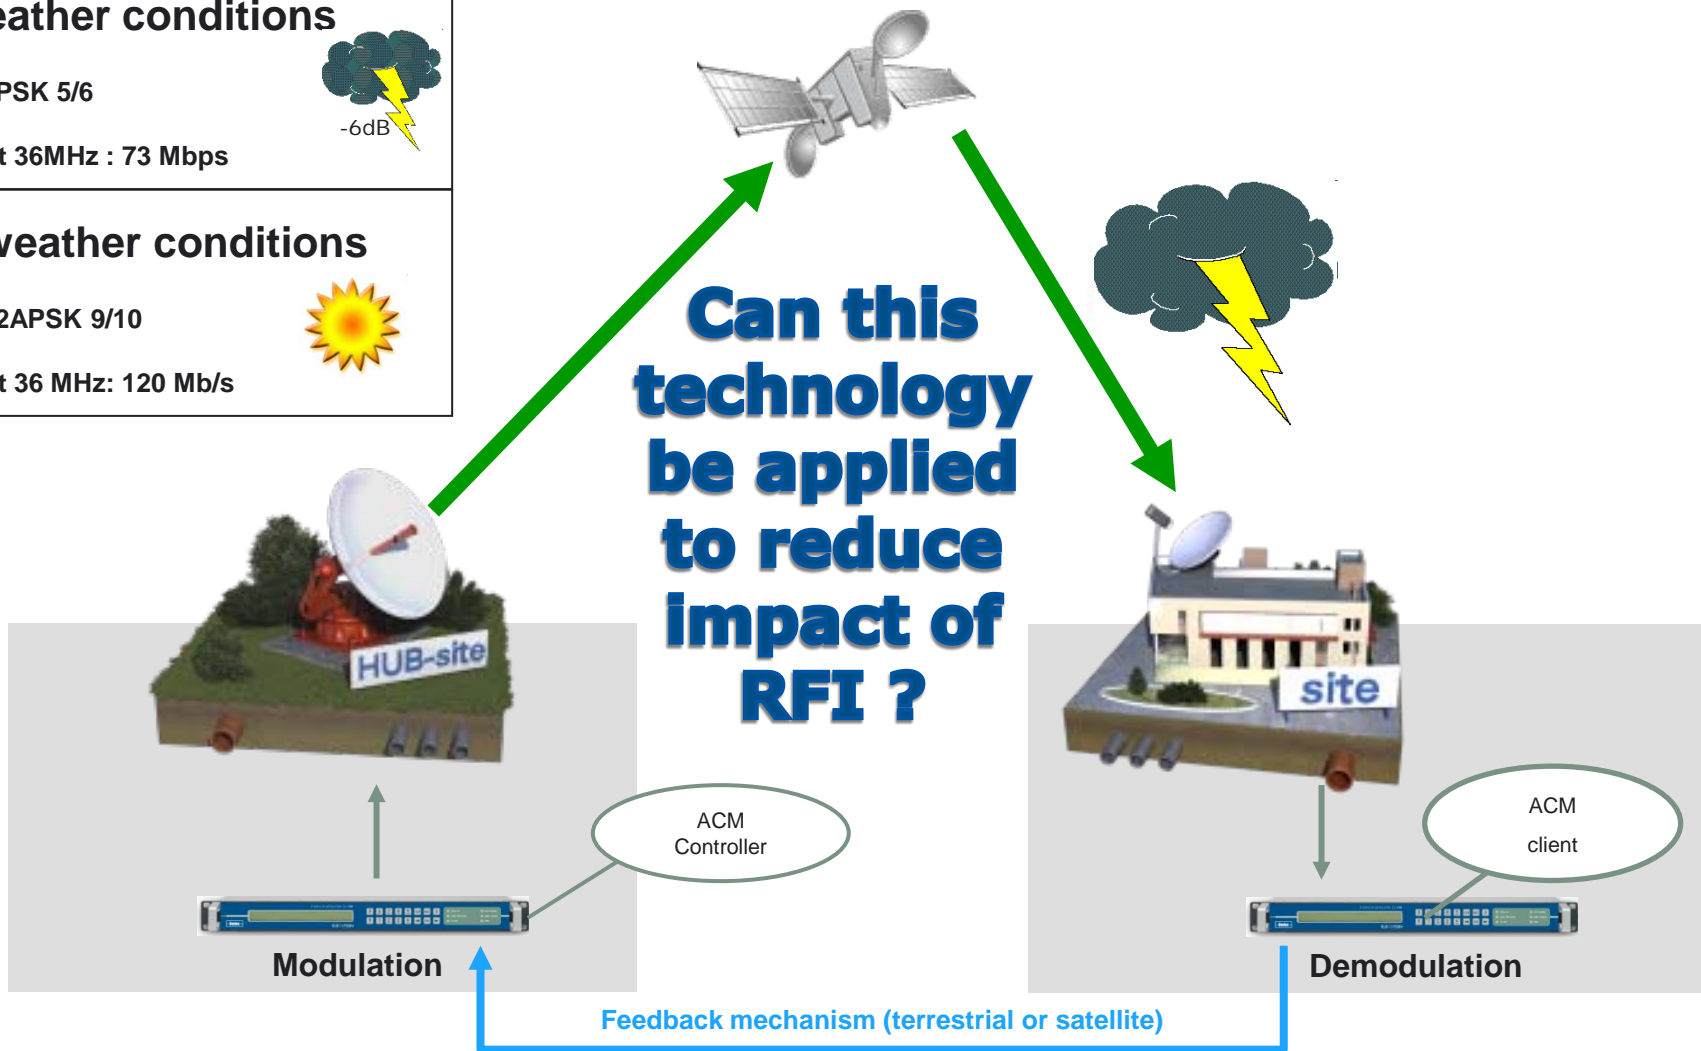 eather conditions
PSK 5/6
-6dB
t 36MHz : 73 Mbps
weather conditions
2APSK 9/10
t 36 MHz: 120 Mb/s
Can this
technology
be applied
to reduce
impact of
RFI ?
HUB-site
site
ACM
Controller
ACM
client
Modulation
Demodulation
Feedback mechanism (terrestrial or satellite)